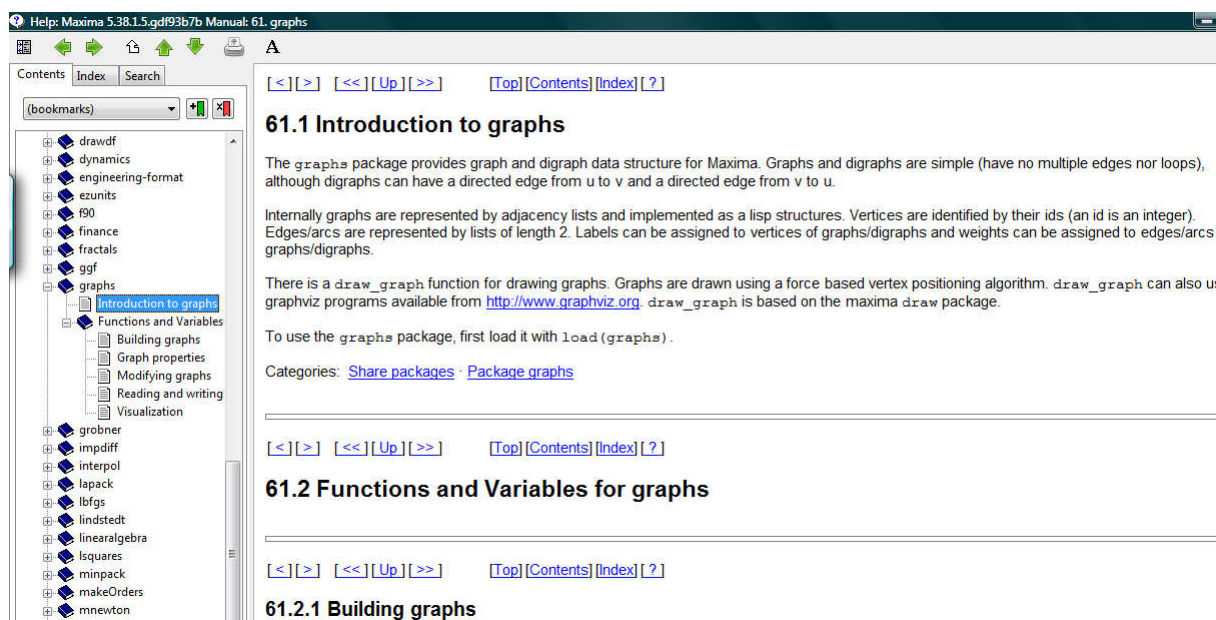 Help: Maxima 5.38.1.5.gdf93b7b Manual: 61. graphs
A
Contents Index Search
(bookmarks)
drawdf
dynamics
engineering-format
ezunits
f90
finance
fractals
ggf
graphs
Introduction to graphs
Functions and Variables
Building graphs
Graph properties
Modifying graphs
Reading and writing
Visualization
grobner
impdiff
interpol
lapack
lbfgs
lindstedt
linearalgebra
lsquares
minpack
makeOrders
mnewton
[ < ] [ > ] [ << ] [ Up ] [ >> ] [Top] [Contents] [Index] [ ? ]
61.1 Introduction to graphs
The graphs package provides graph and digraph data structure for Maxima. Graphs and digraphs are simple (have no multiple edges nor loops),
although digraphs can have a directed edge from u to v and a directed edge from v to u.
Internally graphs are represented by adjacency lists and implemented as a lisp structures. Vertices are identified by their ids (an id is an integer).
Edges/arcs are represented by lists of length 2. Labels can be assigned to vertices of graphs/digraphs and weights can be assigned to edges/arcs
graphs/digraphs.
There is a draw_graph function for drawing graphs. Graphs are drawn using a force based vertex positioning algorithm. draw_graph can also us
graphviz programs available from http://www.graphviz.org. draw_graph is based on the maxima draw package.
To use the graphs package, first load it with load(graphs).
Categories: Share packages · Package graphs
[ < ] [ > ] [ << ] [ Up ] [ >> ] [Top] [Contents] [Index] [ ? ]
61.2 Functions and Variables for graphs
[ < ] [ > ] [ << ] [ Up ] [ >> ] [Top] [Contents] [Index] [ ? ]
61.2.1 Building graphs